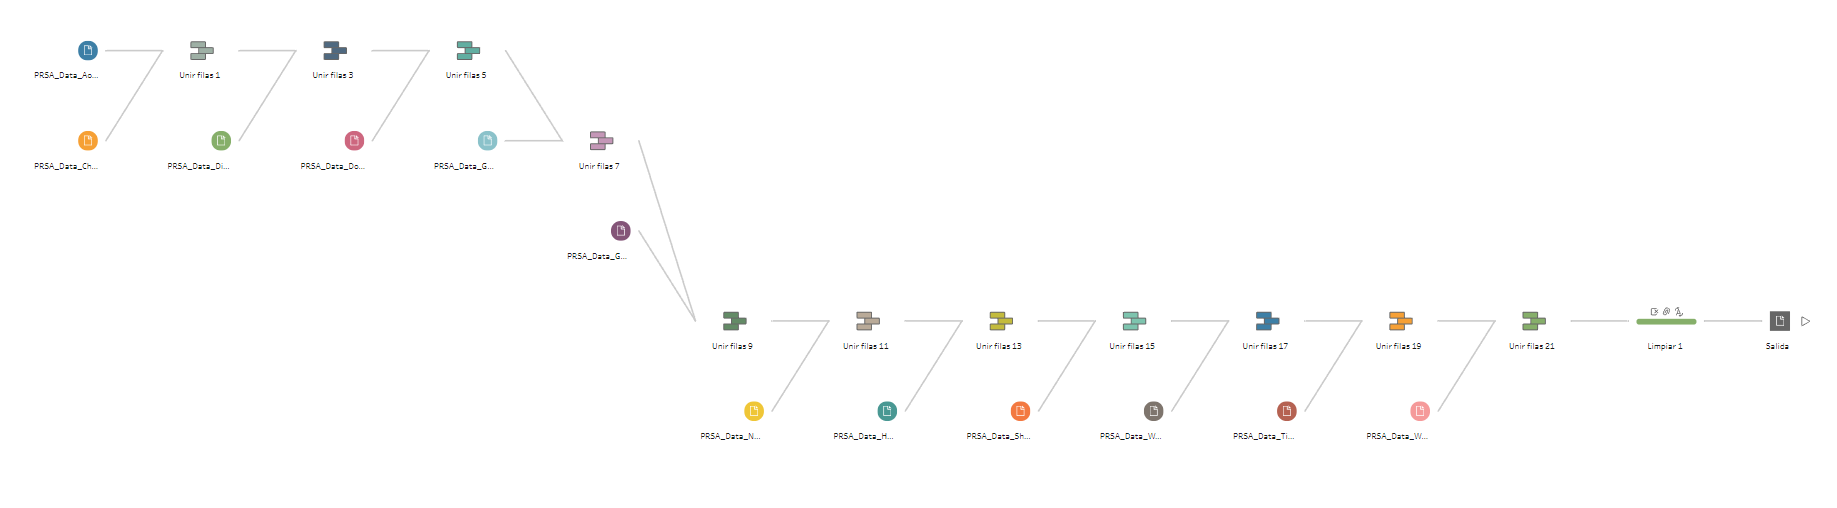 PRSA_Data_Ao...
Unir filas 1
Unir filas 3
Unir filas 5
PRSA_Data_Ch...
PRSA_Data_Di...
PRSA_Data_Do...
PRSA_Data_G...
Unir filas 7
PRSA_Data_G...
Unir filas 9
Unir filas 11
Unir filas 13
Unir filas 15
Unir filas 17
Unir filas 19
Unir filas 21
Limpiar 1
Salida
PRSA_Data_N...
PRSA_Data_H...
PRSA_Data_Sh...
PRSA_Data_W...
PRSA_Data_Ti...
PRSA_Data_W...